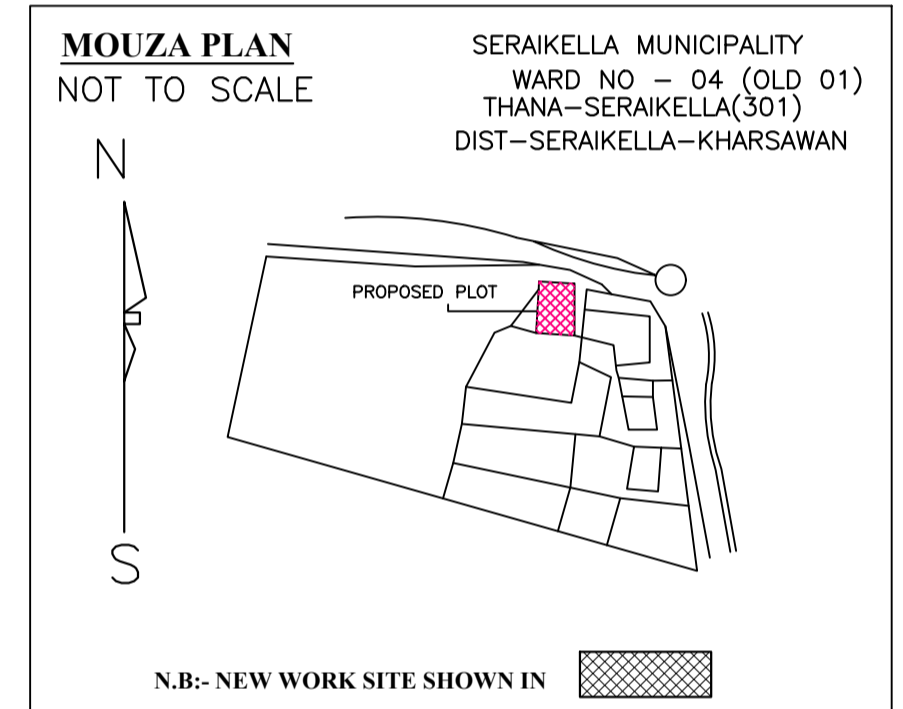 MOUZA PLAN
NOT TO SCALE
SERAIKELLA MUNICIPALITY
WARD NO – 04 (OLD 01)
THANA–SERAIKELLA(301)
DIST–SERAIKELLA–KHARSAWAN
N
PROPOSED PLOT
S
N.B:- NEW WORK SITE SHOWN IN